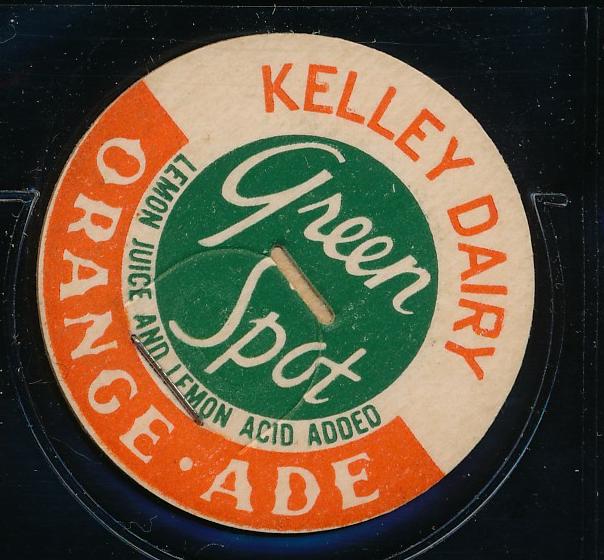 KELLEY DAIRY
Green
Spot
LEMON JUICE AND LEMON ACID ADDED
ORANGE·ADE